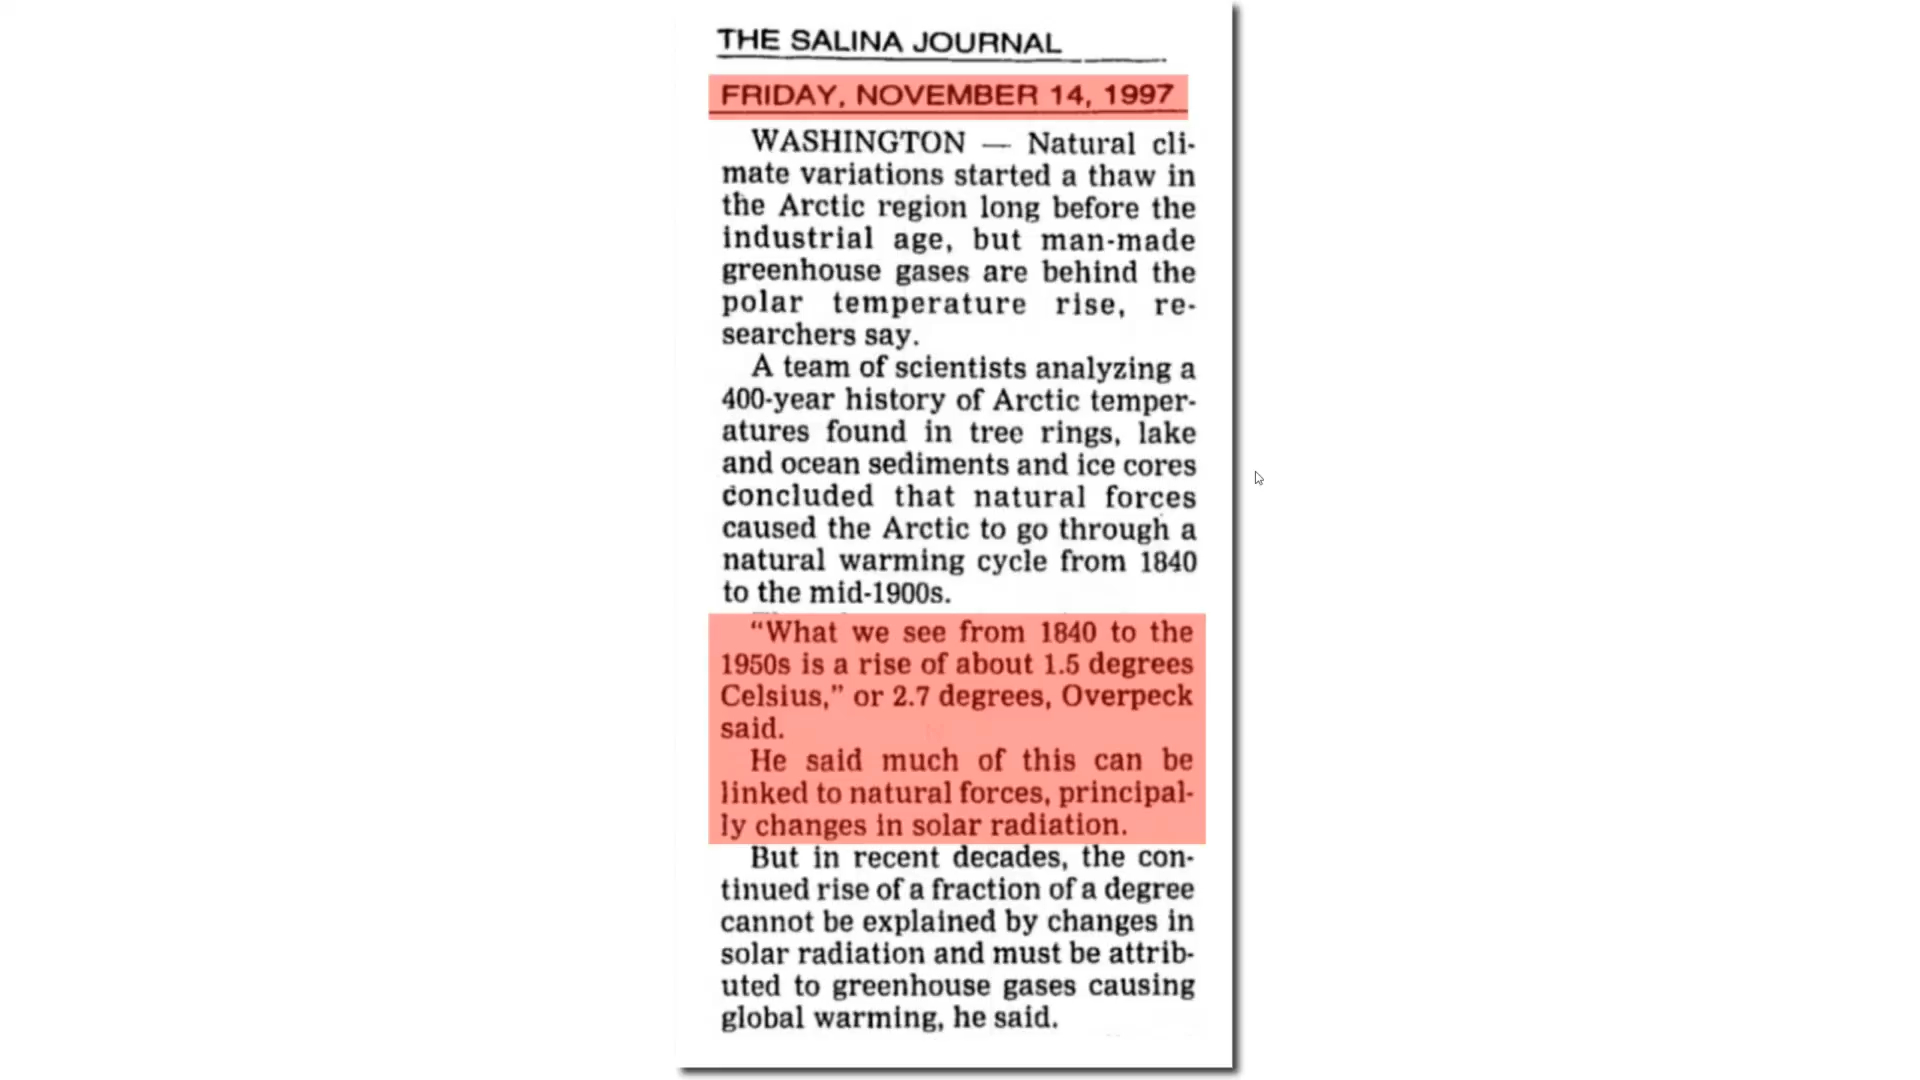 THE SALINA JOURNAL
FRIDAY, NOVEMBER 14, 1997
WASHINGTON — Natural cli-
mate variations started a thaw in
the Arctic region long before the
industrial age, but man-made
greenhouse gases are behind the
polar temperature rise, re-
searchers say.
A team of scientists analyzing a
400-year history of Arctic temper-
atures found in tree rings, lake
and ocean sediments and ice cores
concluded that natural forces
caused the Arctic to go through a
natural warming cycle from 1840
to the mid-1900s.
“What we see from 1840 to the
1950s is a rise of about 1.5 degrees
Celsius,” or 2.7 degrees, Overpeck
said.
He said much of this can be
linked to natural forces, principal-
ly changes in solar radiation.
But in recent decades, the con-
tinued rise of a fraction of a degree
cannot be explained by changes in
solar radiation and must be attrib-
uted to greenhouse gases causing
global warming, he said.